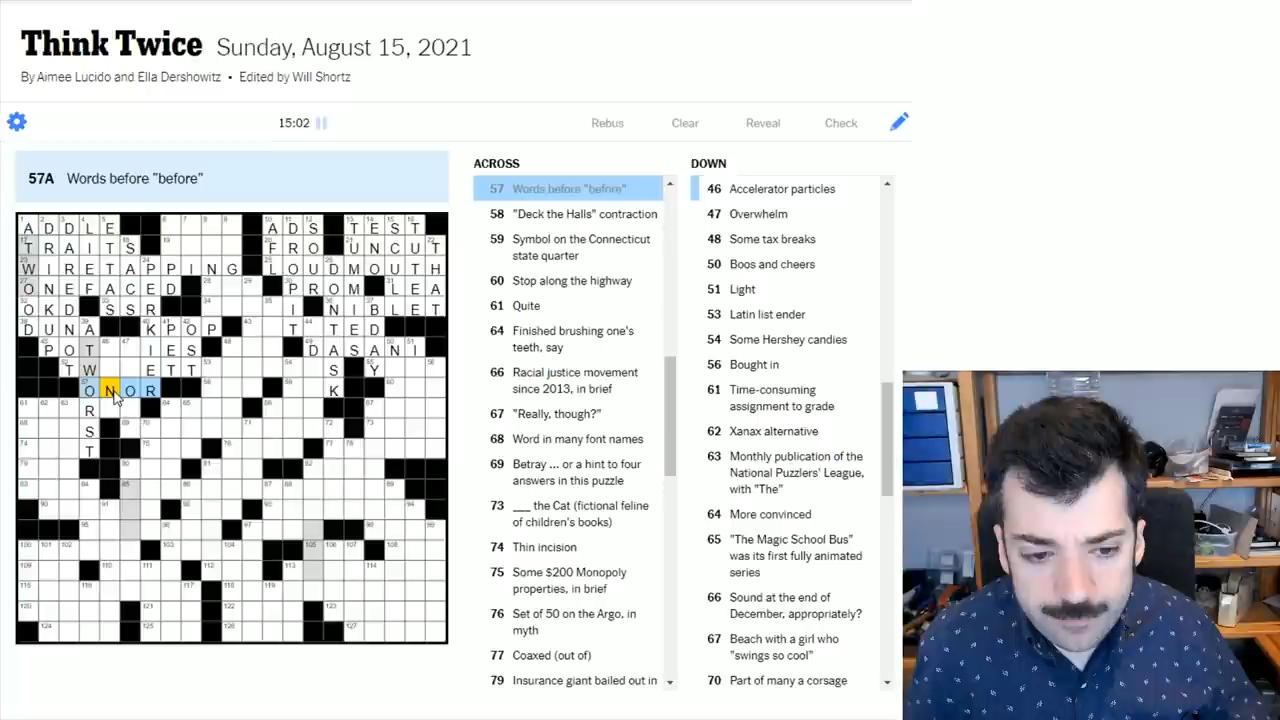 Think Twice Sunday, August 15, 2021
By Aimee Lucido and Ella Dershowitz • Edited by Will Shortz
15:02
Rebus Clear Reveal Check
57A Words before "before"
ACROSS
57 Words before "before"
58 "Deck the Halls" contraction
59 Symbol on the Connecticut
state quarter
60 Stop along the highway
61 Quite
64 Finished brushing one's
teeth, say
66 Racial justice movement
since 2013, in brief
67 "Really, though?"
68 Word in many font names
69 Betray ... or a hint to four
answers in this puzzle
73 ___ the Cat (fictional feline
of children's books)
74 Thin incision
75 Some $200 Monopoly
properties, in brief
76 Set of 50 on the Argo, in
myth
77 Coaxed (out of)
79 Insurance giant bailed out in
DOWN
46 Accelerator particles
47 Overwhelm
48 Some tax breaks
50 Boos and cheers
51 Light
53 Latin list ender
54 Some Hershey candies
56 Bought in
61 Time-consuming
assignment to grade
62 Xanax alternative
63 Monthly publication of the
National Puzzlers' League,
with "The"
64 More convinced
65 "The Magic School Bus"
was its first fully animated
series
66 Sound at the end of
December, appropriately?
67 Beach with a girl who
"swings so cool"
70 Part of many a corsage
ADDLE ADS TEST
TRAITS FRO UNCUT
WIRETAPPING LOUDMOUTH
ONEFACED PROM LEA
OKD SSR I NIBLET
DUNA KPOP T TED
POT T IES DASANI
T W ETT S Y
ONOR K
R
S
T